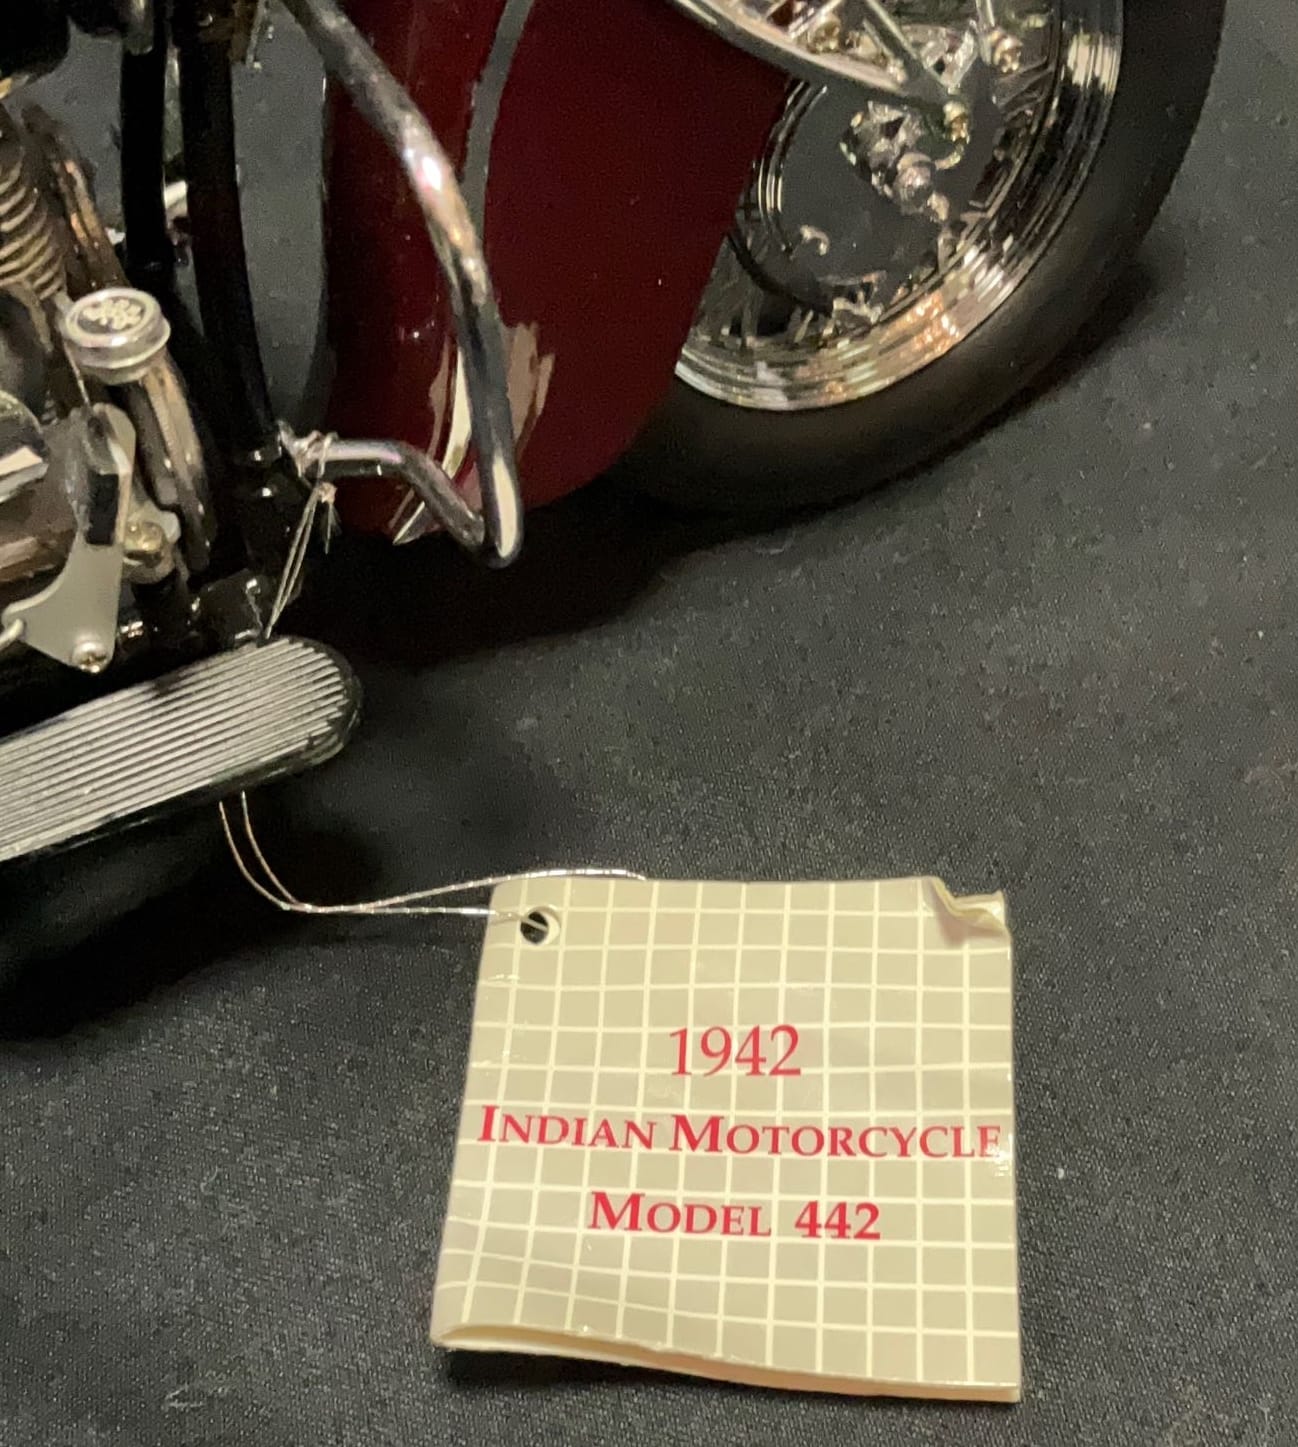 1942
INDIAN MOTORCYCLE
MODEL 442